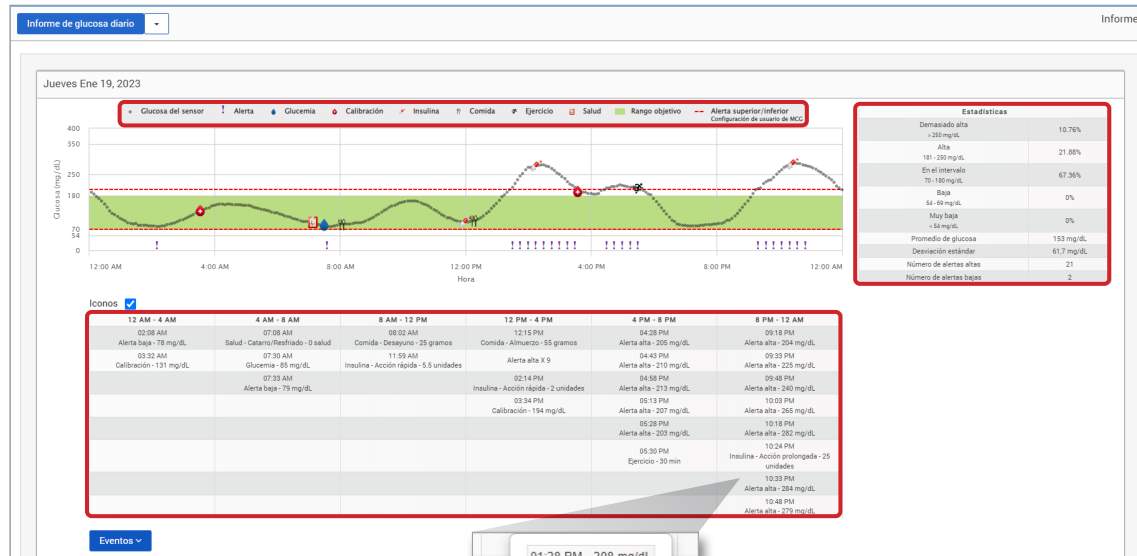 Informe de glucosa diario
Informe
Jueves Ene 19, 2023
Glucosa del sensor Alerta Glucemia Calibración Insulina Comida Ejercicio Salud Rango objetivo Alerta superior/inferior
Configuración de usuario de MCG
Glucosa (mg/dL)
400
350
250
180
70
54
0
12:00 AM 4:00 AM 8:00 AM 12:00 PM 4:00 PM 8:00 PM 12:00 AM
Hora
Estadísticas
Demasiado alta
> 250 mg/dL
10.76%
Alta
181 - 250 mg/dL
21.88%
En el intervalo
70 - 180 mg/dL
67.36%
Baja
54 - 69 mg/dL
0%
Muy baja
< 54 mg/dL
0%
Promedio de glucosa 153 mg/dL
Desviación estándar 61,7 mg/dL
Número de alertas altas 21
Número de alertas bajas 2
Iconos
12 AM - 4 AM
02:08 AM
Alerta baja - 78 mg/dL
03:32 AM
Calibración - 131 mg/dL
4 AM - 8 AM
07:08 AM
Salud - Catarro/Resfriado - 0 salud
07:30 AM
Glucemia - 85 mg/dL
07:33 AM
Alerta baja - 79 mg/dL
8 AM - 12 PM
08:02 AM
Comida - Desayuno - 25 gramos
11:59 AM
Insulina - Acción rápida - 5.5 unidades
12 PM - 4 PM
12:15 PM
Comida - Almuerzo - 55 gramos
Alerta alta X 9
02:14 PM
Insulina - Acción rápida - 2 unidades
03:34 PM
Calibración - 194 mg/dL
4 PM - 8 PM
04:28 PM
Alerta alta - 205 mg/dL
04:43 PM
Alerta alta - 210 mg/dL
04:58 PM
Alerta alta - 213 mg/dL
05:13 PM
Alerta alta - 207 mg/dL
05:28 PM
Alerta alta - 203 mg/dL
05:30 PM
Ejercicio - 30 min
8 PM - 12 AM
09:18 PM
Alerta alta - 204 mg/dL
09:33 PM
Alerta alta - 225 mg/dL
09:48 PM
Alerta alta - 240 mg/dL
10:03 PM
Alerta alta - 265 mg/dL
10:18 PM
Alerta alta - 282 mg/dL
10:24 PM
Insulina - Acción prolongada - 25
unidades
10:33 PM
Alerta alta - 284 mg/dL
10:48 PM
Alerta alta - 279 mg/dL
Eventos
01:28 PM - 208 mg/dL